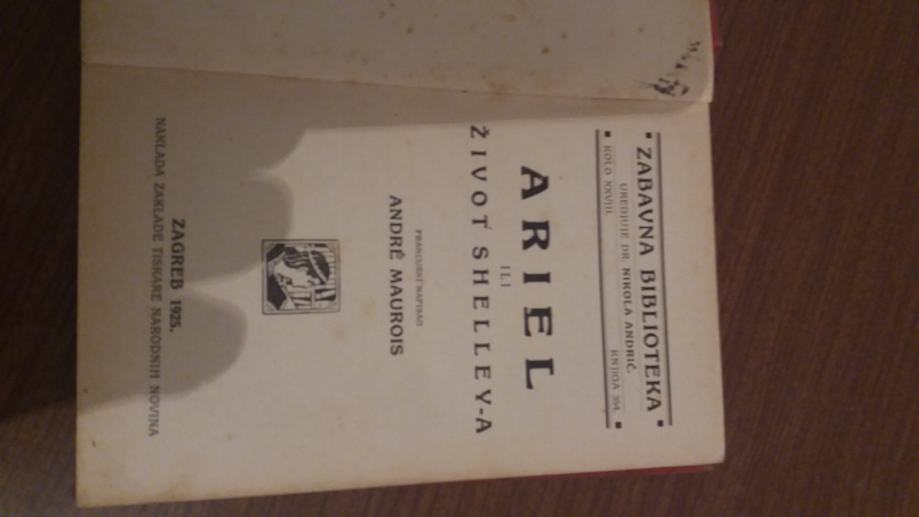 ZABAVNA BIBLIOTEKA
UREDJUJE DR. NIKOLA ANDRIĆ.
KOLO XXVIII. KNJIGA 354.
ARIEL
ILI
ŽIVOT SHELLEY-A
FRANCUSKI NAPISAO
ANDRÉ MAUROIS
ZAGREB 1925.
NAKLADA ZAKLADE TISKARE NARODNIH NOVINA